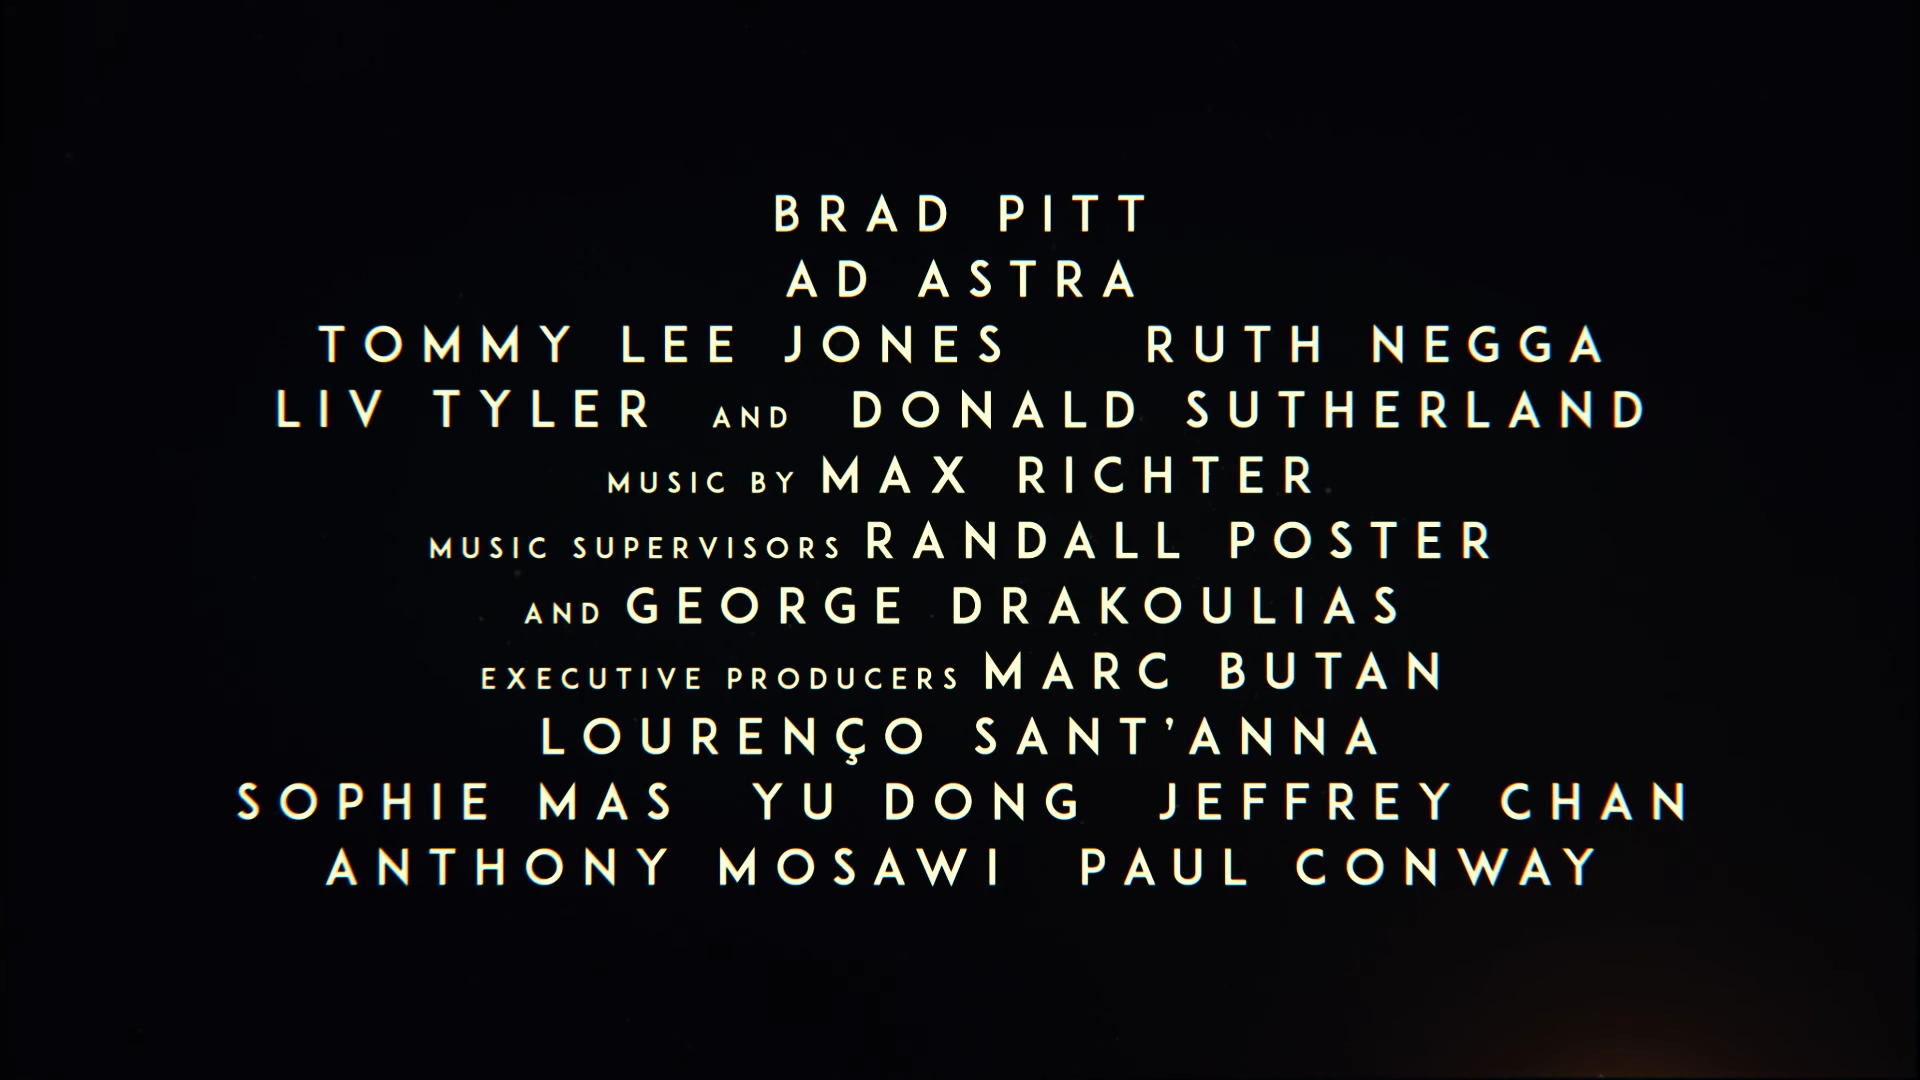 BRAD PITT
AD ASTRA
TOMMY LEE JONES RUTH NEGGA
LIV TYLER AND DONALD SUTHERLAND
MUSIC BY MAX RICHTER
MUSIC SUPERVISORS RANDALL POSTER
AND GEORGE DRAKOULIAS
EXECUTIVE PRODUCERS MARC BUTAN
LOURENÇO SANT'ANNA
SOPHIE MAS YU DONG JEFFREY CHAN
ANTHONY MOSAWI PAUL CONWAY